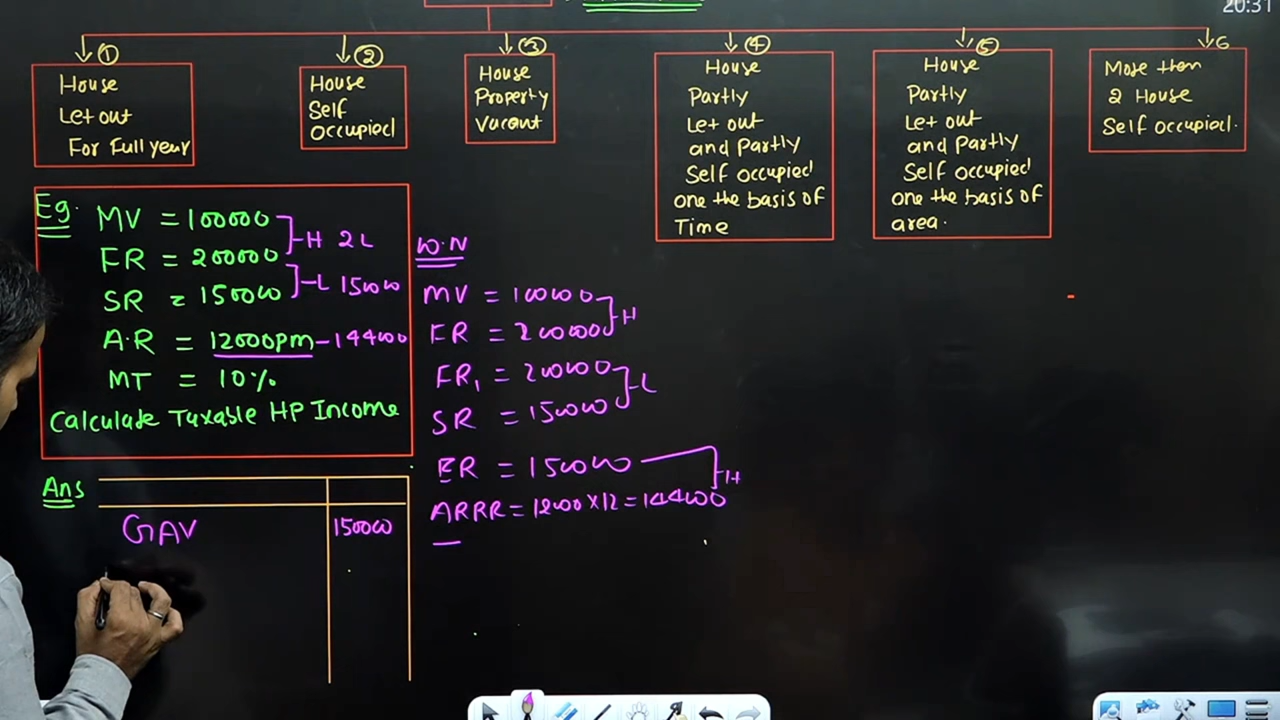 20:31
①
House
Let out
For Full year
②
House
Self
occupied
③
House
Property
Vacant
④
House
Partly
Let out
and Partly
Self occupied
one the basis of
Time
⑤
House
Partly
Let out
and Partly
Self occupied
one the basis of
area.
6
More then
2 House
Self occupied.
Eg.
MV = 100000
H 2L
FR = 200000
SR = 150000
L 150000
A.R = 12000pm - 144000
MT = 10%
Calculate Taxable HP Income
W.N
MV = 100000
FR = 200000
H
FR, = 200000
SR = 150000
L
ER = 150000
H
ARRR = 12000 × 12 = 144000
Ans
GAV 150000